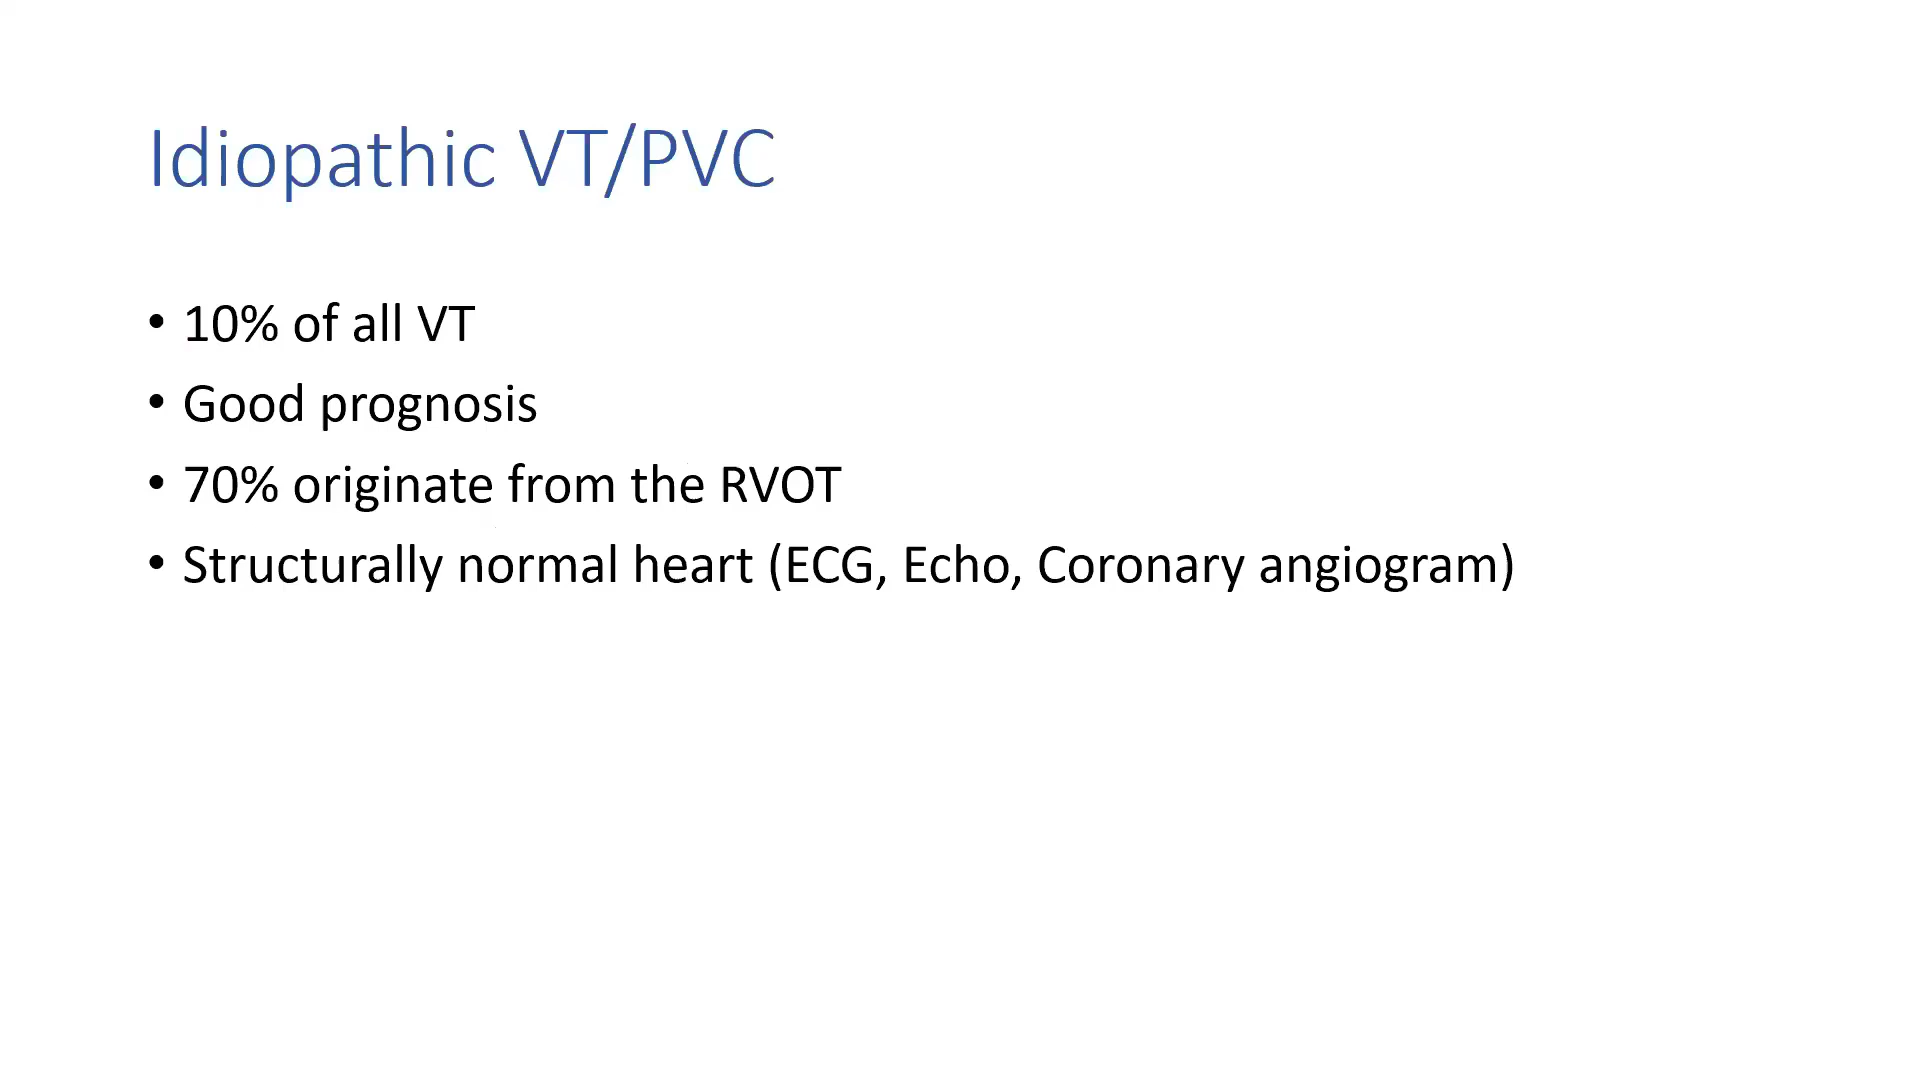 Idiopathic VT/PVC
• 10% of all VT
• Good prognosis
• 70% originate from the RVOT
• Structurally normal heart (ECG, Echo, Coronary angiogram)